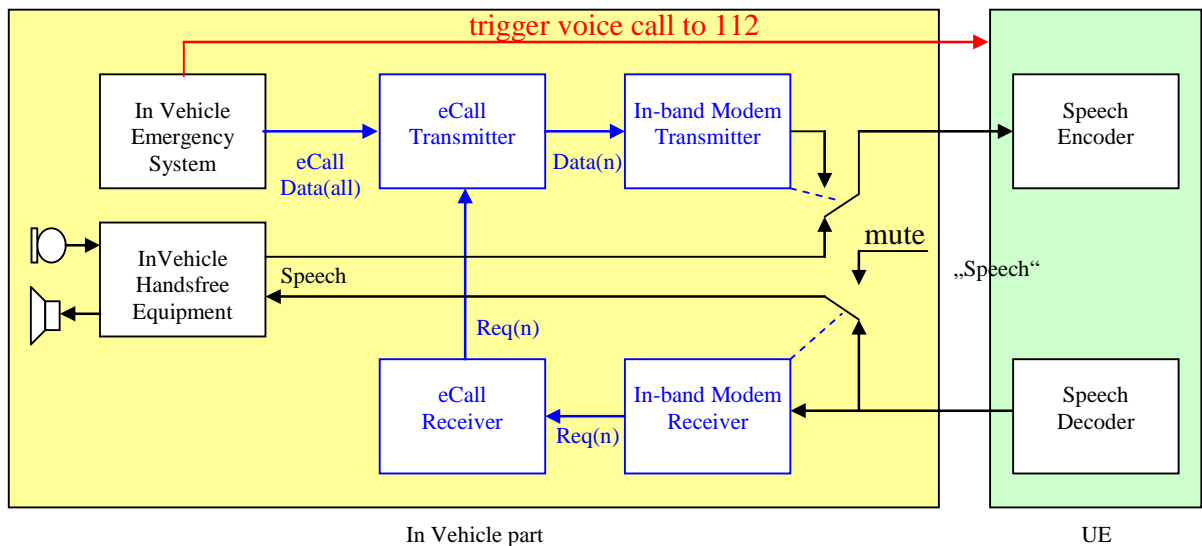 trigger voice call to 112
In Vehicle
Emergency
System
eCall
Transmitter
In-band Modem
Transmitter
Speech
Encoder
eCall
Data(all)
Data(n)
InVehicle
Handsfree
Equipment
Speech
mute
„Speech“
Req(n)
eCall
Receiver
Req(n)
In-band Modem
Receiver
Speech
Decoder
In Vehicle part
UE